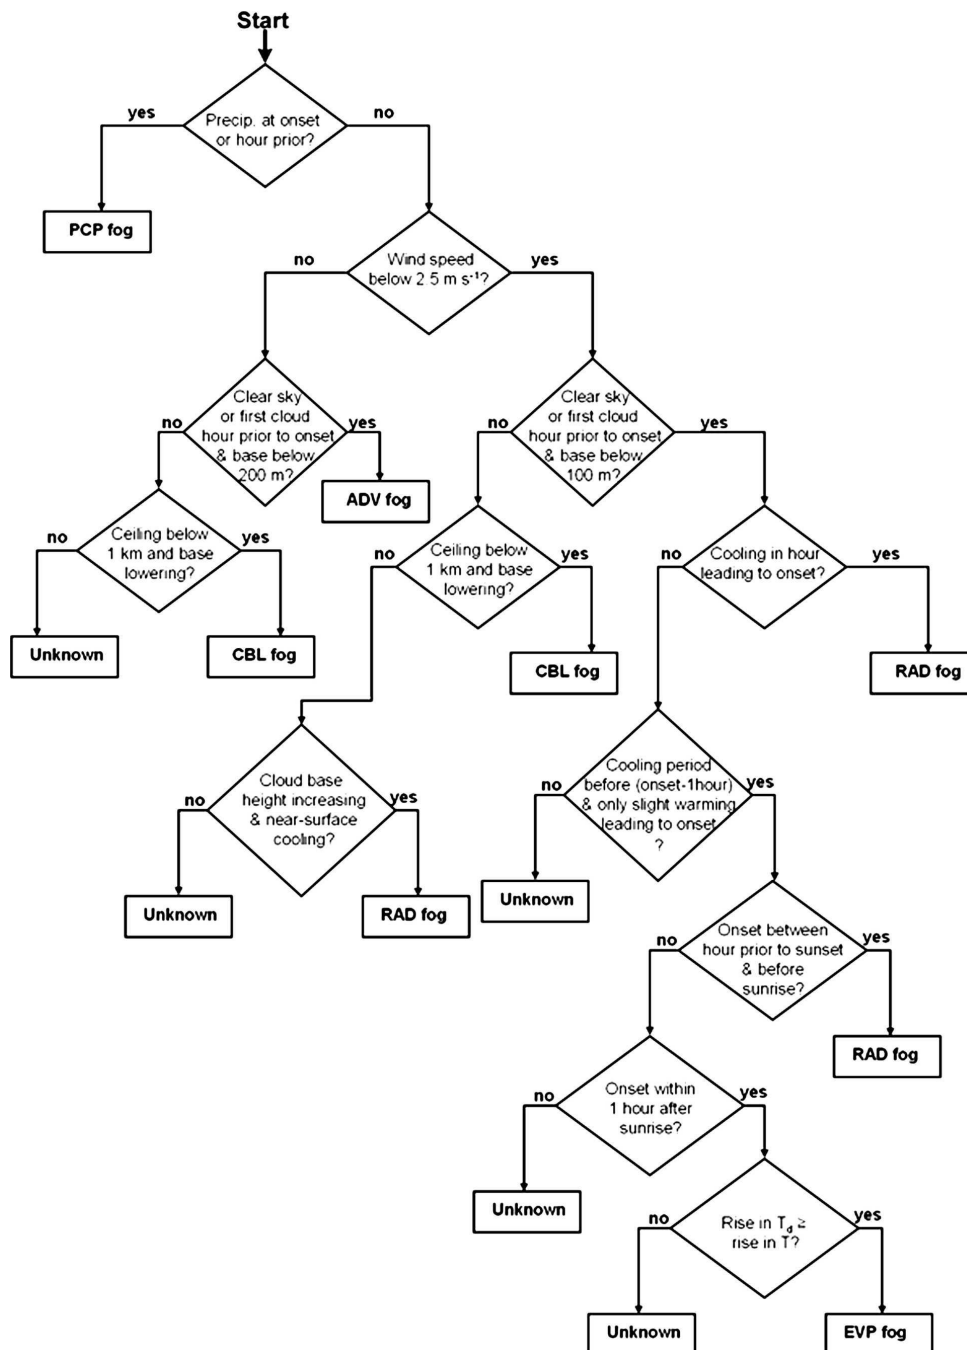 Start
yes
no
Precip. at onset
or hour prior?
PCP fog
no
yes
Wind speed
below 2.5 m s⁻¹?
no
yes
Clear sky
or first cloud
hour prior to onset
& base below
200 m?
no
yes
Clear sky
or first cloud
hour prior to onset
& base below
100 m?
ADV fog
no
yes
Ceiling below
1 km and base
lowering?
no
yes
Ceiling below
1 km and base
lowering?
no
yes
Cooling in hour
leading to onset?
Unknown
CBL fog
CBL fog
RAD fog
no
yes
Cloud base
height increasing
& near-surface
cooling?
no
yes
Cooling period
before (onset-1hour)
& only slight warming
leading to onset
?
Unknown
RAD fog
Unknown
no
yes
Onset between
hour prior to sunset
& before
sunrise?
RAD fog
no
yes
Onset within
1 hour after
sunrise?
Unknown
no
yes
Rise in T_d ≥
rise in T?
Unknown
EVP fog